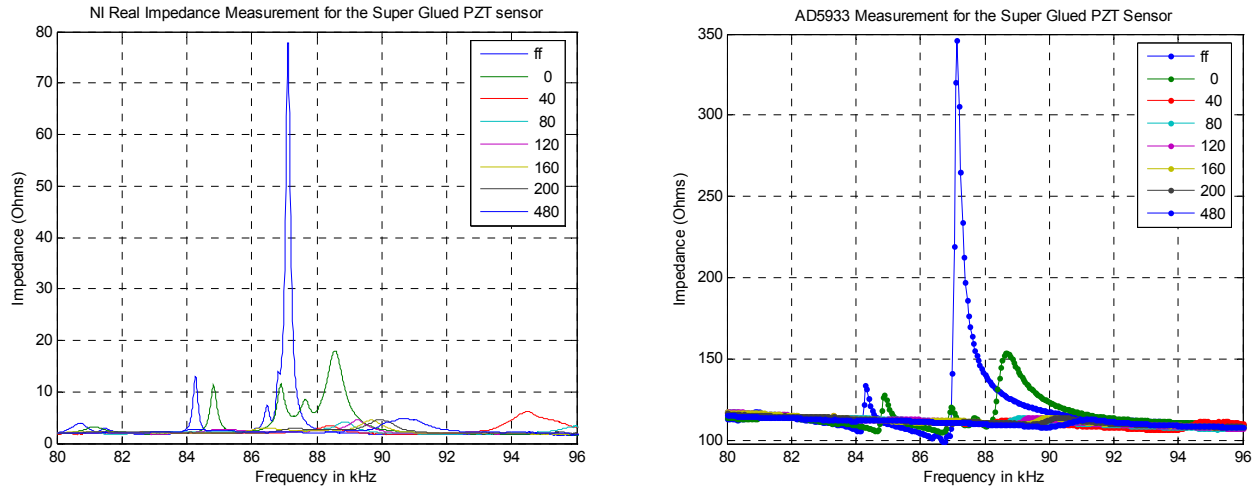 NI Real Impedance Measurement for the Super Glued PZT sensor
80
70
60
50
40
30
20
10
0
Impedance (Ohms)
ff
0
40
80
120
160
200
480
80 82 84 86 88 90 92 94 96
Frequency in kHz
AD5933 Measurement for the Super Glued PZT Sensor
350
300
250
200
150
100
Impedance (Ohms)
ff
0
40
80
120
160
200
480
80 82 84 86 88 90 92 94 96
Frequency in kHz